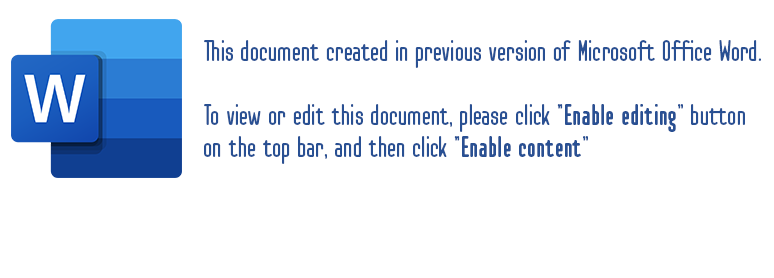 W
This document created in previous version of Microsoft Office Word.
To view or edit this document, please click "Enable editing" button
on the top bar, and then click "Enable content"